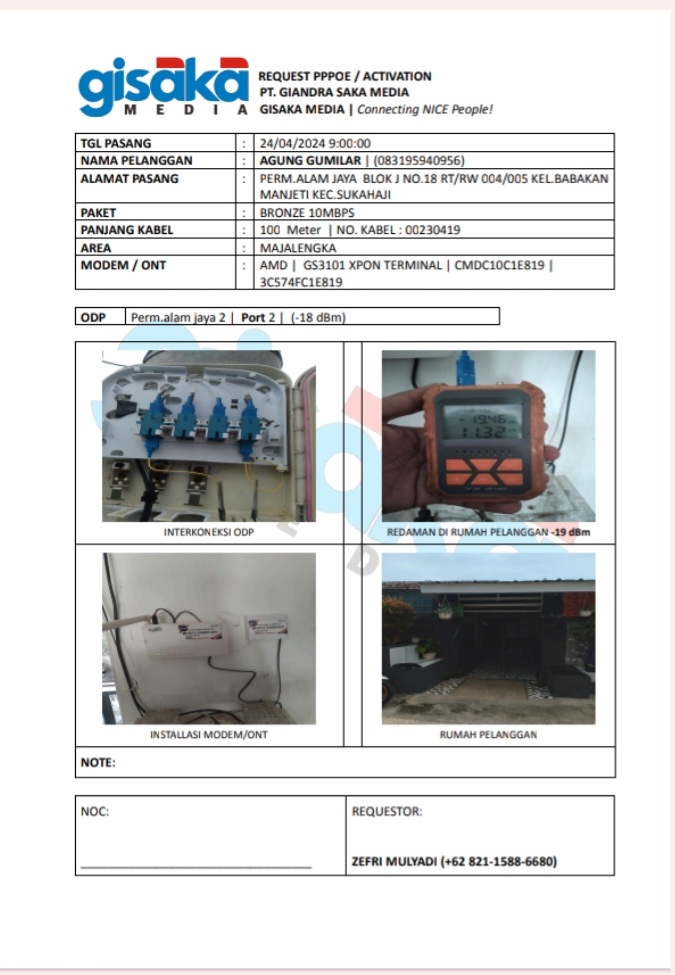 gisaka
MEDIA
REQUEST PPPOE / ACTIVATION
PT. GIANDRA SAKA MEDIA
GISAKA MEDIA | Connecting NICE People!
TGL PASANG : 24/04/2024 9:00:00
NAMA PELANGGAN : AGUNG GUMILAR | (083195940956)
ALAMAT PASANG : PERM.ALAM JAYA BLOK J NO.18 RT/RW 004/005 KEL.BABAKAN
MANJETI KEC.SUKAHAJI
PAKET : BRONZE 10MBPS
PANJANG KABEL : 100 Meter | NO. KABEL : 00230419
AREA : MAJALENGKA
MODEM / ONT : AMD | GS3101 XPON TERMINAL | CMDC10C1E819 |
3C574FC1E819
ODP Perm.alam jaya 2 | Port 2 | (-18 dBm)
-19.46
11.32
INTERKONEKSI ODP
REDAMAN DI RUMAH PELANGGAN -19 dBm
INSTALLASI MODEM/ONT
RUMAH PELANGGAN
NOTE:
NOC:
REQUESTOR:
ZEFRI MULYADI (+62 821-1588-6680)